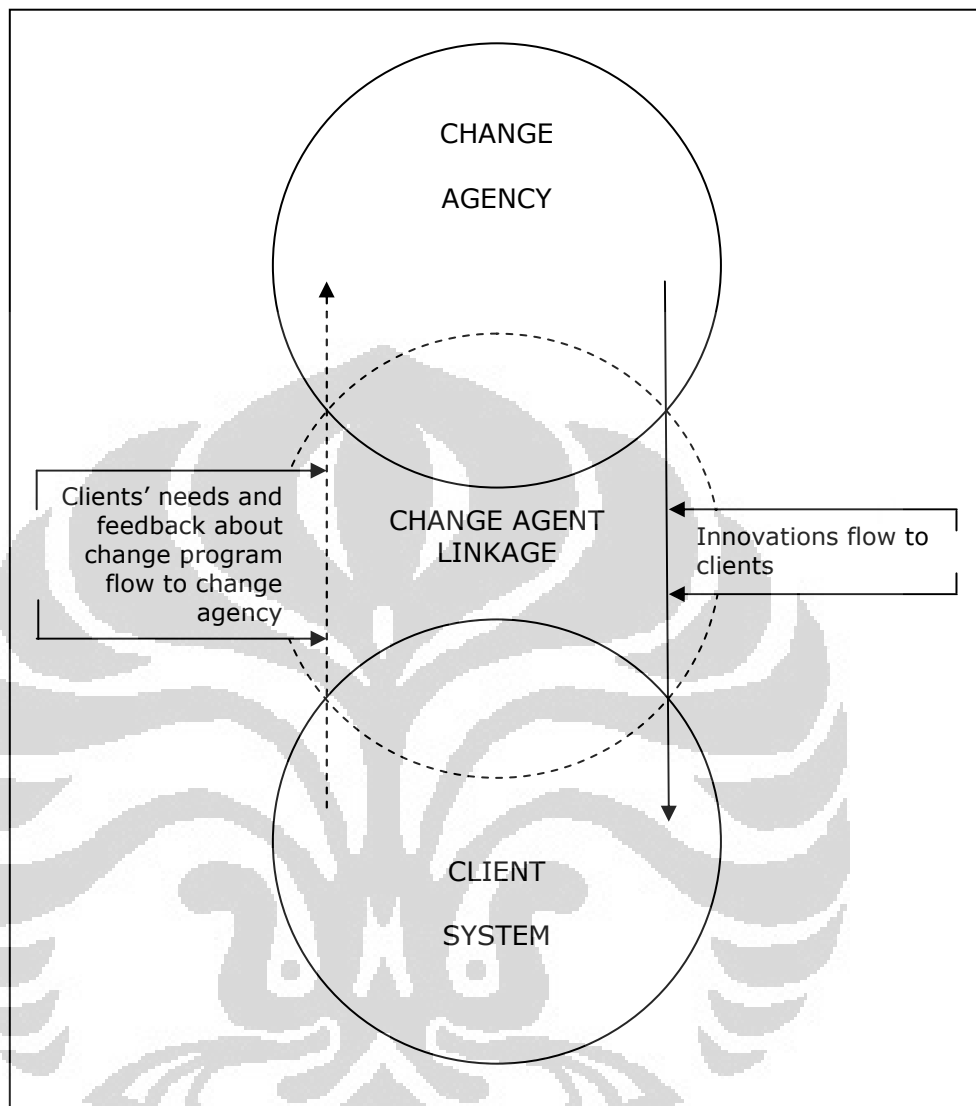 CHANGE
AGENCY
Clients’ needs and
feedback about
change program
flow to change
agency
CHANGE AGENT
LINKAGE
Innovations flow to
clients
CLIENT
SYSTEM